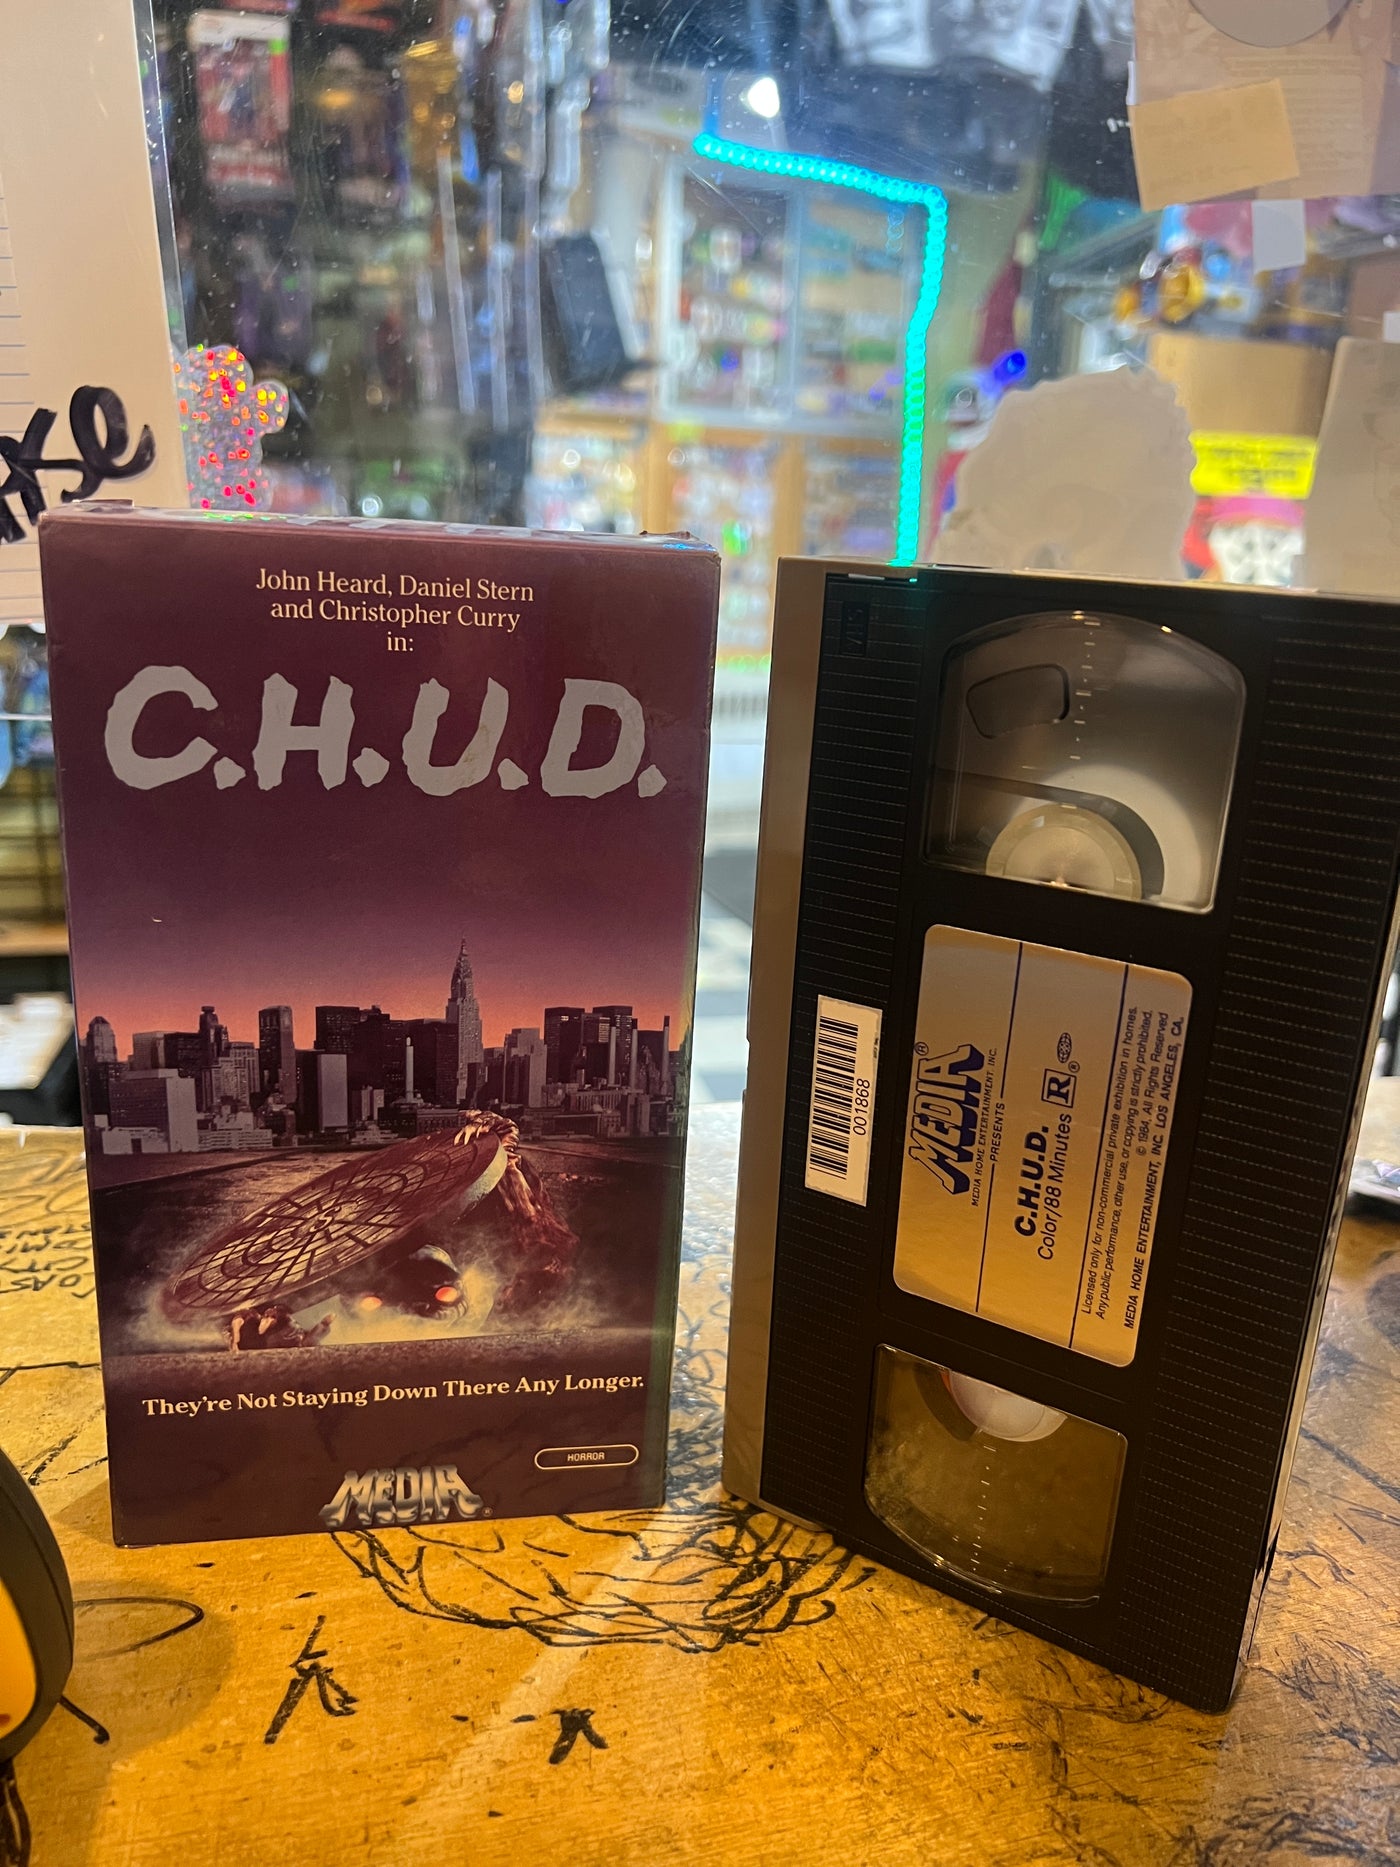 John Heard, Daniel Stern
and Christopher Curry
in:
C.H.U.D.
They're Not Staying Down There Any Longer.
HORROR
MEDIA®
VHS
001868
MEDIA®
MEDIA HOME ENTERTAINMENT, INC.
PRESENTS
C.H.U.D.
Color/88 Minutes R®
Licensed only for non-commercial private exhibition in homes.
Any public performance, other use, or copying is strictly prohibited.
© 1984, All Rights Reserved
MEDIA HOME ENTERTAINMENT, INC. LOS ANGELES, CA.